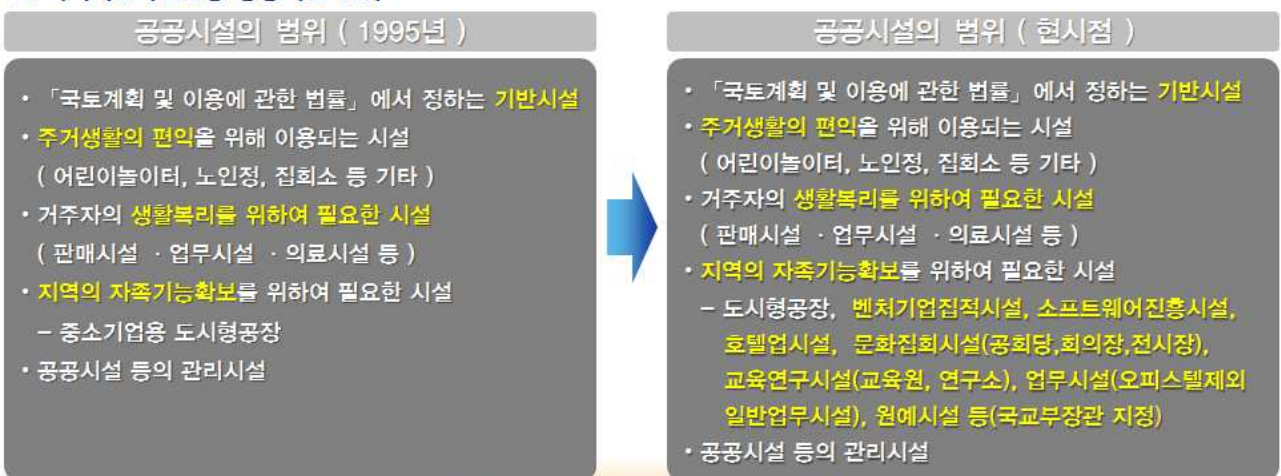 공공시설의 범위 ( 1995년 )
• 「국토계획 및 이용에 관한 법률」에서 정하는 기반시설
• 주거생활의 편익을 위해 이용되는 시설
( 어린이놀이터, 노인정, 집회소 등 기타 )
• 거주자의 생활복리를 위하여 필요한 시설
( 판매시설 · 업무시설 · 의료시설 등 )
• 지역의 자족기능확보를 위하여 필요한 시설
– 중소기업용 도시형공장
• 공공시설 등의 관리시설
공공시설의 범위 ( 현시점 )
• 「국토계획 및 이용에 관한 법률」에서 정하는 기반시설
• 주거생활의 편익을 위해 이용되는 시설
( 어린이놀이터, 노인정, 집회소 등 기타 )
• 거주자의 생활복리를 위하여 필요한 시설
( 판매시설 · 업무시설 · 의료시설 등 )
• 지역의 자족기능확보를 위하여 필요한 시설
– 도시형공장, 벤처기업집적시설, 소프트웨어진흥시설,
호텔업시설, 문화집회시설(공회당,회의장,전시장),
교육연구시설(교육원, 연구소), 업무시설(오피스텔제외
일반업무시설), 원예시설 등(국교부장관 지정)
• 공공시설 등의 관리시설